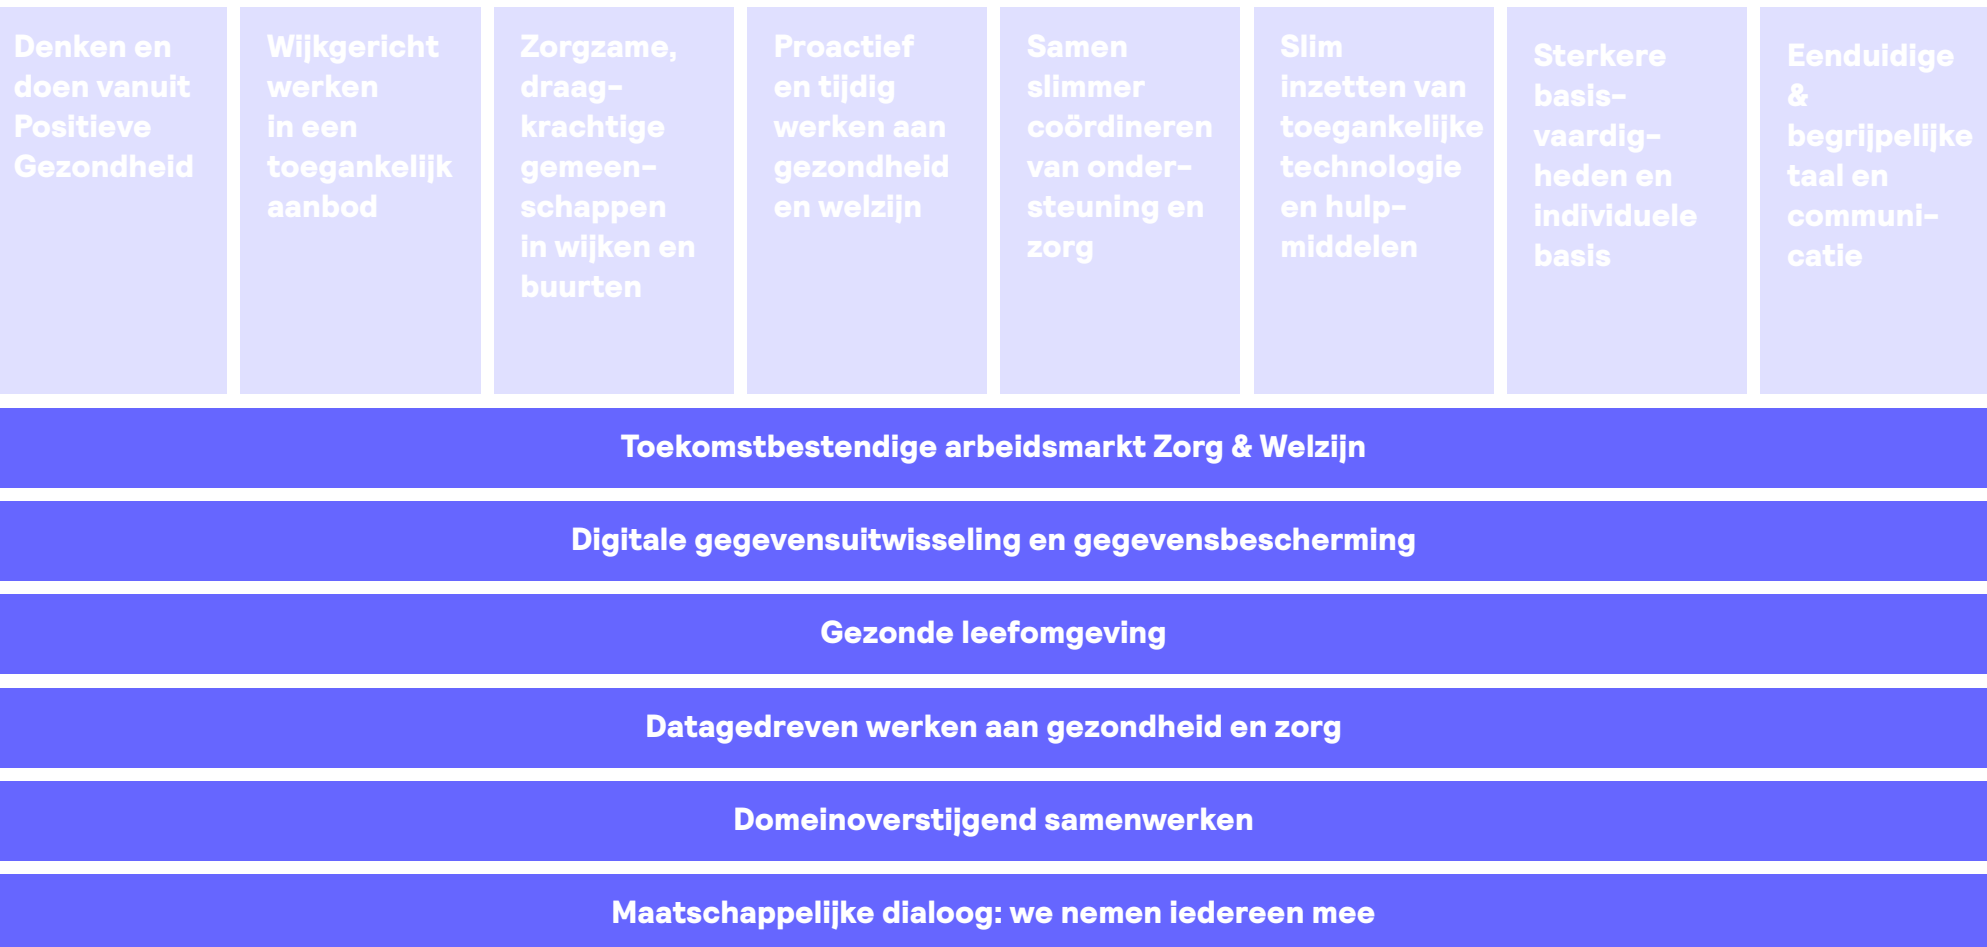 Denken en
doen vanuit
Positieve
Gezondheid
Wijkgericht
werken
in een
toegankelijk
aanbod
Zorgzame,
draag-
krachtige
gemeen-
schappen
in wijken en
buurten
Proactief
en tijdig
werken aan
gezondheid
en welzijn
Samen
slimmer
coördineren
van onder-
steuning en
zorg
Slim
inzetten van
toegankelijke
technologie
en hulp-
middelen
Sterkere
basis-
vaardig-
heden en
individuele
basis
Eenduidige
&
begrijpelijke
taal en
communi-
catie
Toekomstbestendige arbeidsmarkt Zorg & Welzijn
Digitale gegevensuitwisseling en gegevensbescherming
Gezonde leefomgeving
Datagedreven werken aan gezondheid en zorg
Domeinoverstijgend samenwerken
Maatschappelijke dialoog: we nemen iedereen mee